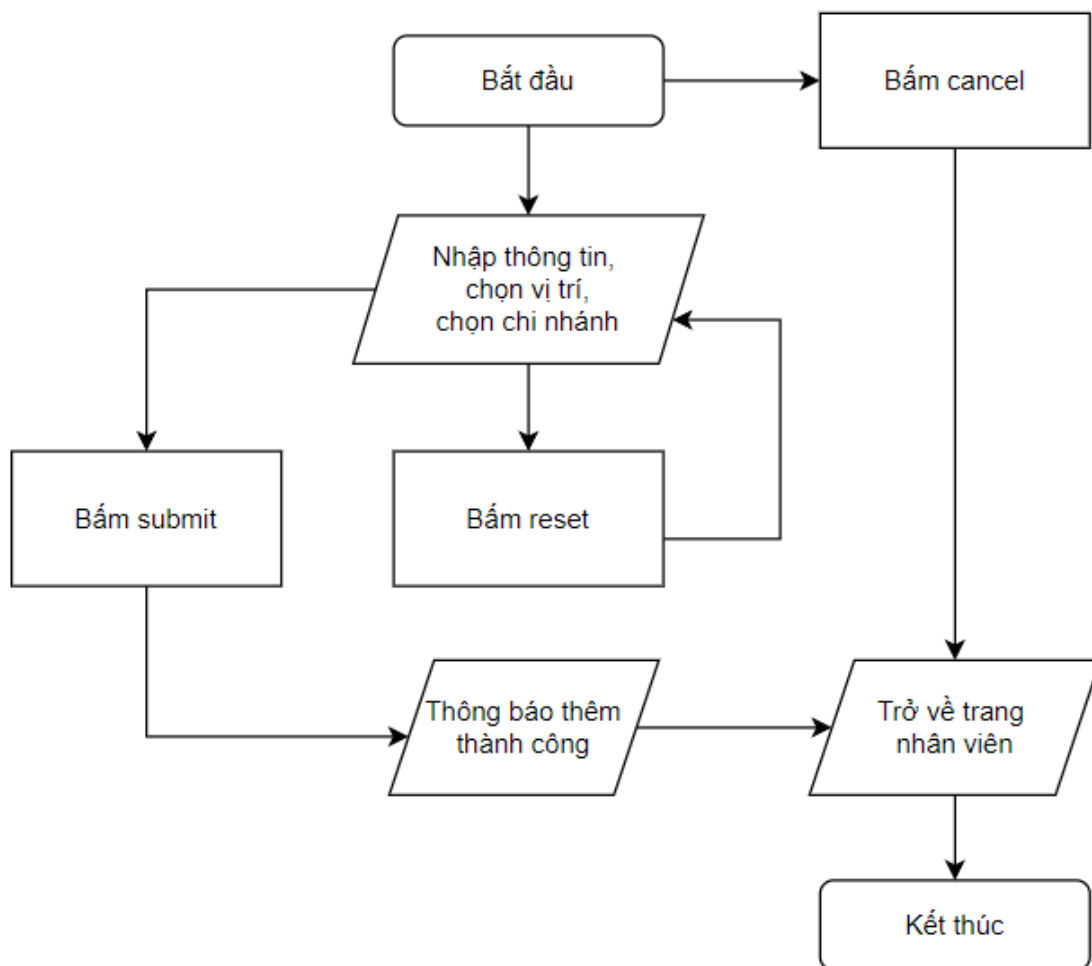 Bắt đầu
Bấm cancel
Nhập thông tin,
chọn vị trí,
chọn chi nhánh
Bấm submit
Bấm reset
Thông báo thêm
thành công
Trở về trang
nhân viên
Kết thúc